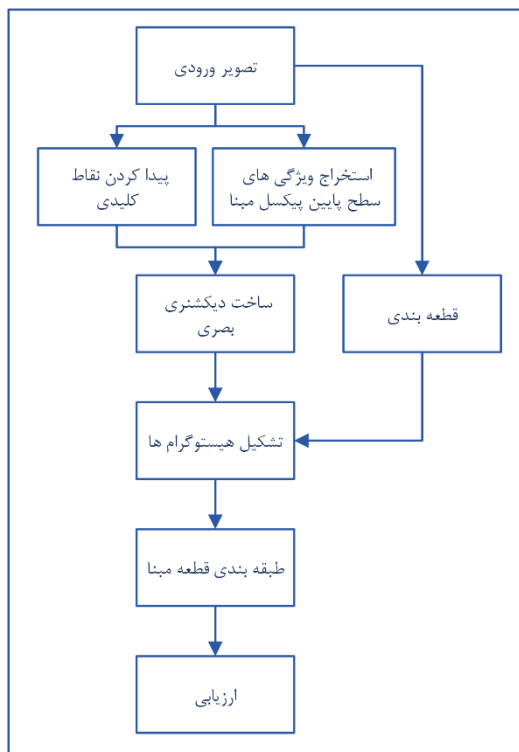 تصویر ورودی
استخراج ویژگی های
سطح پایین پیکسل مبنا
پیدا کردن نقاط
کلیدی
ساخت دیکشنری
بصری
قطعه بندی
تشکیل هیستوگرام ها
طبقه بندی قطعه مبنا
ارزیابی